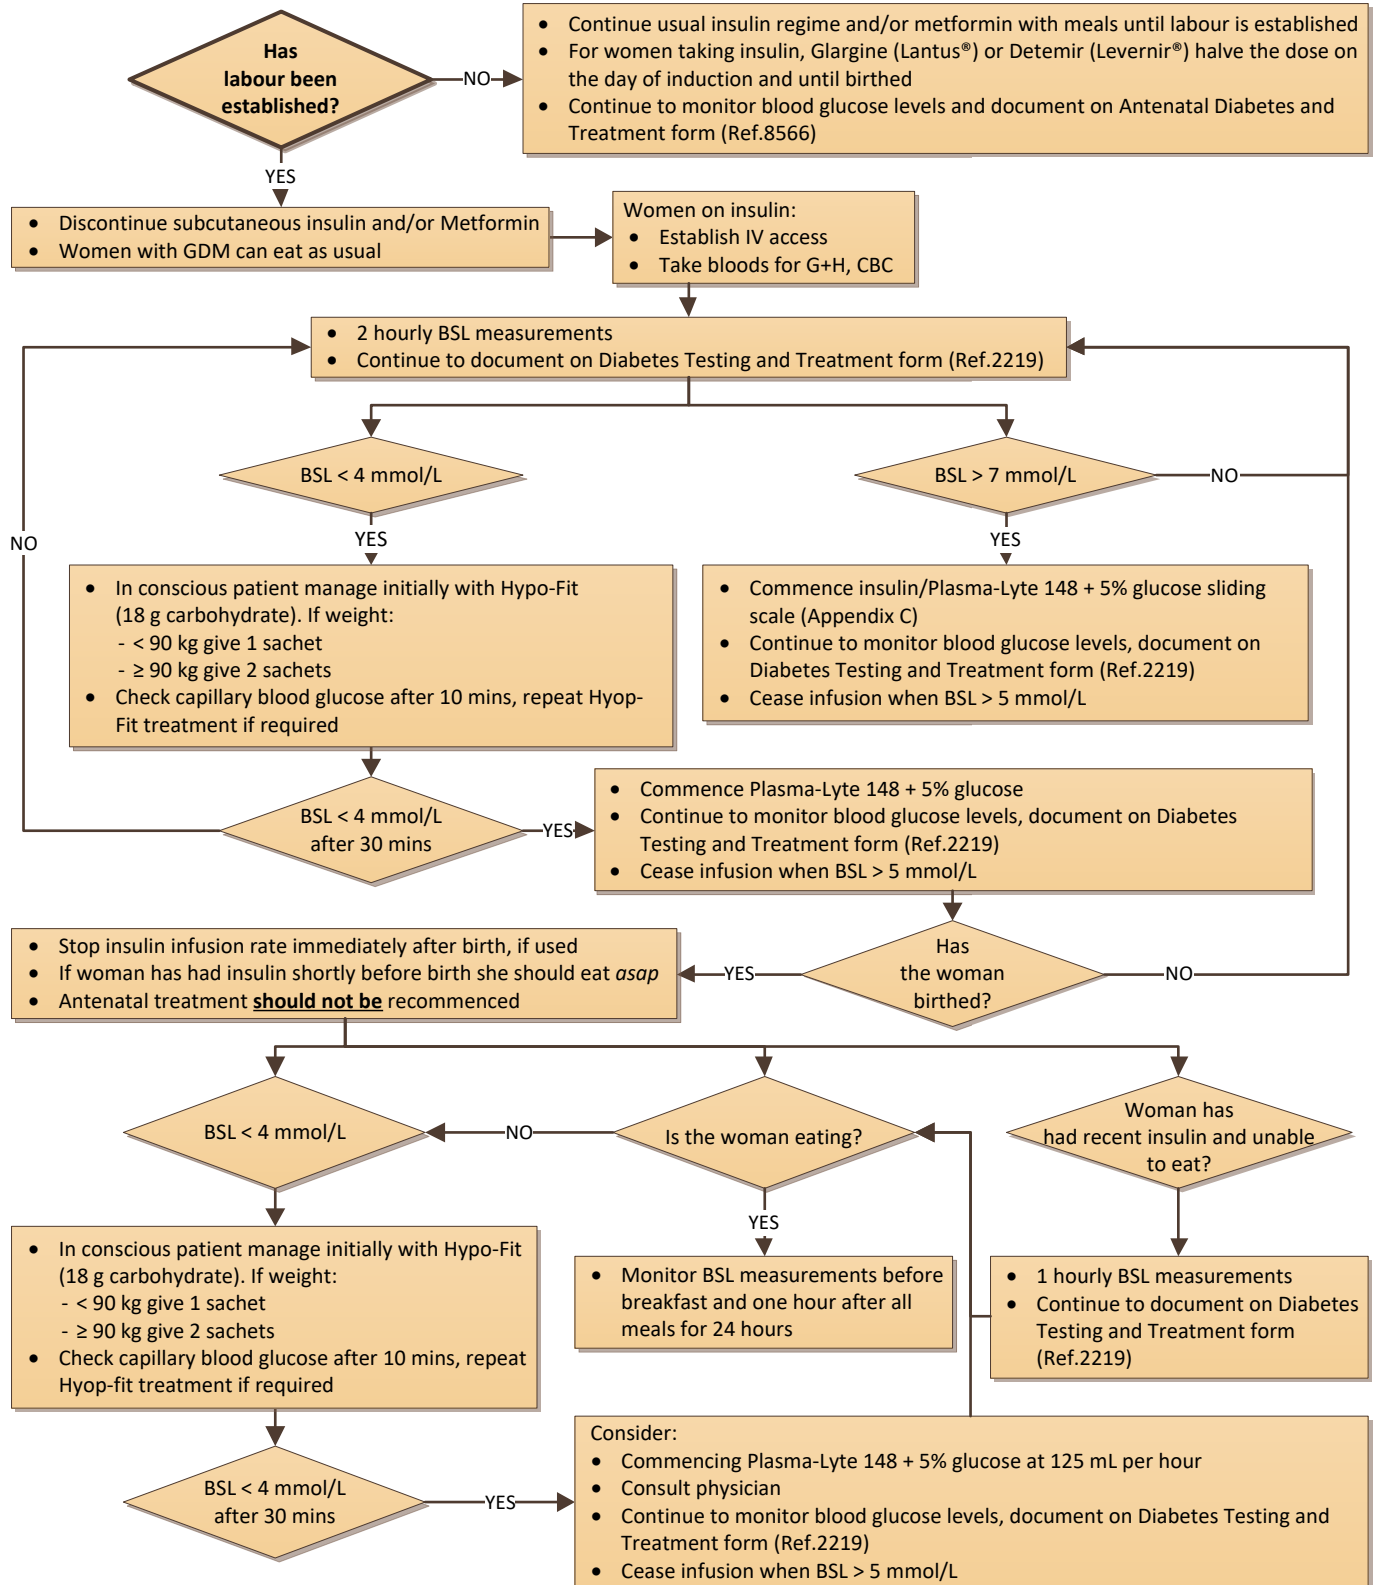 Has
labour been
established?
NO
• Continue usual insulin regime and/or metformin with meals until labour is established
• For women taking insulin, Glargine (Lantus®) or Detemir (Levernir®) halve the dose on
the day of induction and until birthed
• Continue to monitor blood glucose levels and document on Antenatal Diabetes and
Treatment form (Ref.8566)
YES
• Discontinue subcutaneous insulin and/or Metformin
• Women with GDM can eat as usual
Women on insulin:
• Establish IV access
• Take bloods for G+H, CBC
• 2 hourly BSL measurements
• Continue to document on Diabetes Testing and Treatment form (Ref.2219)
BSL < 4 mmol/L
BSL > 7 mmol/L
NO
YES
YES
NO
• In conscious patient manage initially with Hypo-Fit
(18 g carbohydrate). If weight:
- < 90 kg give 1 sachet
- ≥ 90 kg give 2 sachets
• Check capillary blood glucose after 10 mins, repeat Hyop-
Fit treatment if required
• Commence insulin/Plasma-Lyte 148 + 5% glucose sliding
scale (Appendix C)
• Continue to monitor blood glucose levels, document on
Diabetes Testing and Treatment form (Ref.2219)
• Cease infusion when BSL > 5 mmol/L
BSL < 4 mmol/L
after 30 mins
YES
• Commence Plasma-Lyte 148 + 5% glucose
• Continue to monitor blood glucose levels, document on Diabetes
Testing and Treatment form (Ref.2219)
• Cease infusion when BSL > 5 mmol/L
Has
the woman
birthed?
YES
NO
• Stop insulin infusion rate immediately after birth, if used
• If woman has had insulin shortly before birth she should eat asap
• Antenatal treatment should not be recommenced
BSL < 4 mmol/L
NO
Is the woman eating?
Woman has
had recent insulin and unable
to eat?
YES
• In conscious patient manage initially with Hypo-Fit
(18 g carbohydrate). If weight:
- < 90 kg give 1 sachet
- ≥ 90 kg give 2 sachets
• Check capillary blood glucose after 10 mins, repeat
Hyop-fit treatment if required
• Monitor BSL measurements before
breakfast and one hour after all
meals for 24 hours
• 1 hourly BSL measurements
• Continue to document on Diabetes
Testing and Treatment form
(Ref.2219)
BSL < 4 mmol/L
after 30 mins
YES
Consider:
• Commencing Plasma-Lyte 148 + 5% glucose at 125 mL per hour
• Consult physician
• Continue to monitor blood glucose levels, document on Diabetes Testing and
Treatment form (Ref.2219)
• Cease infusion when BSL > 5 mmol/L